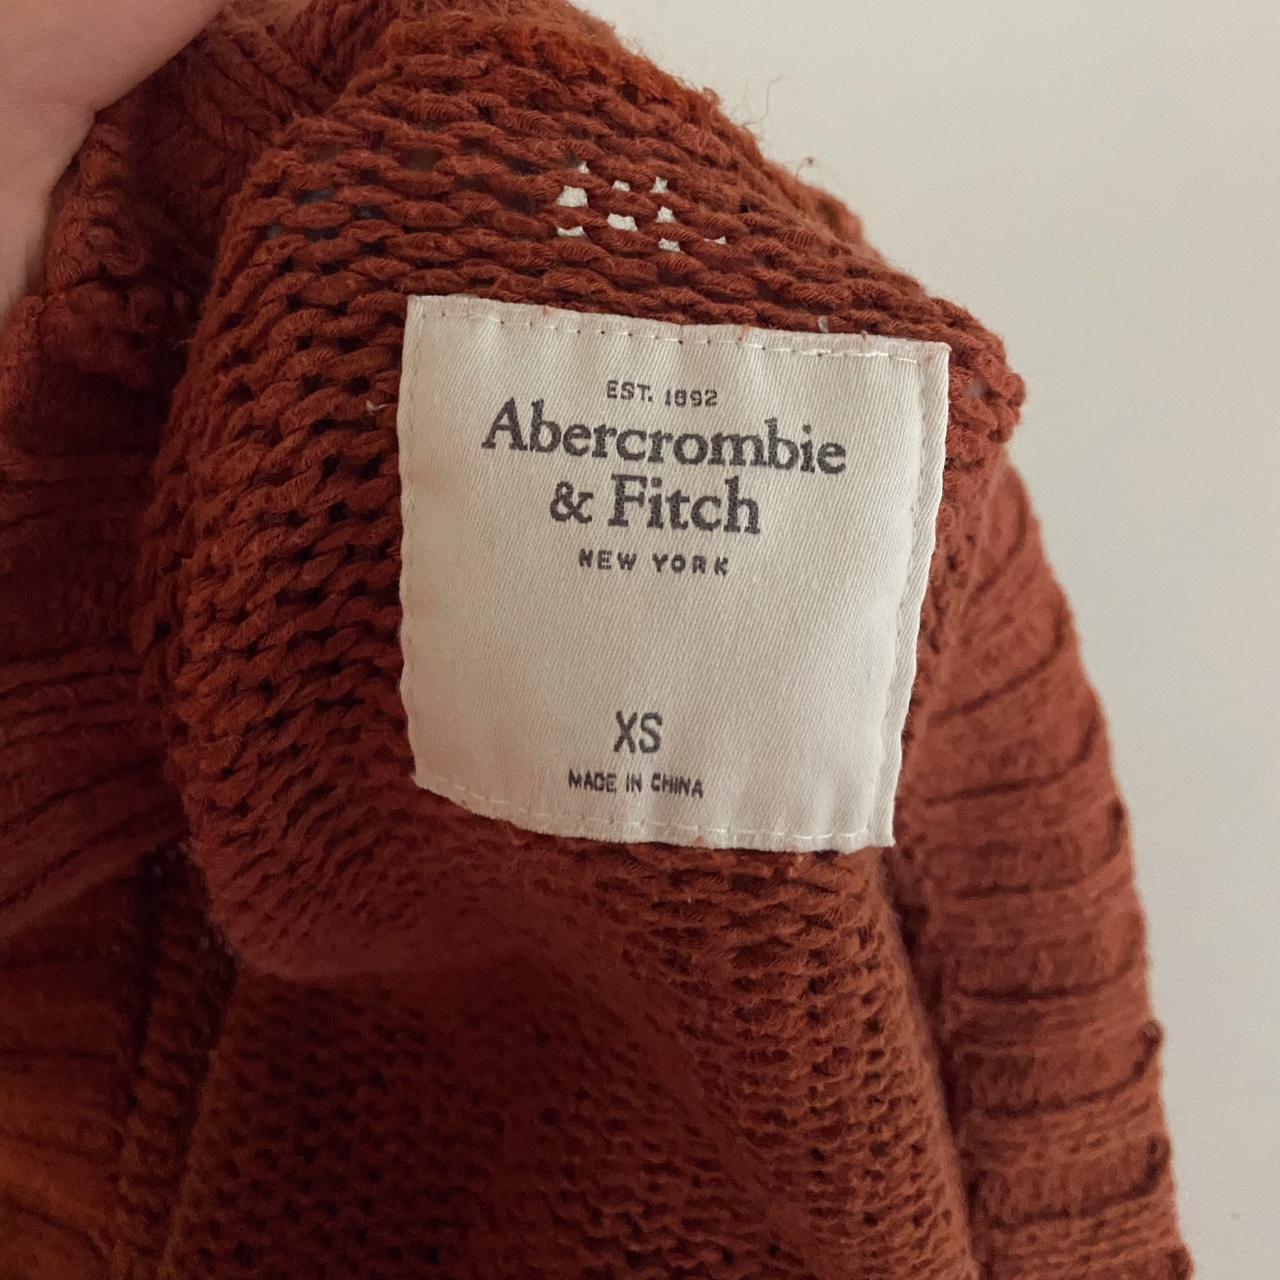 EST. 1892
Abercrombie
& Fitch
NEW YORK
XS
MADE IN CHINA